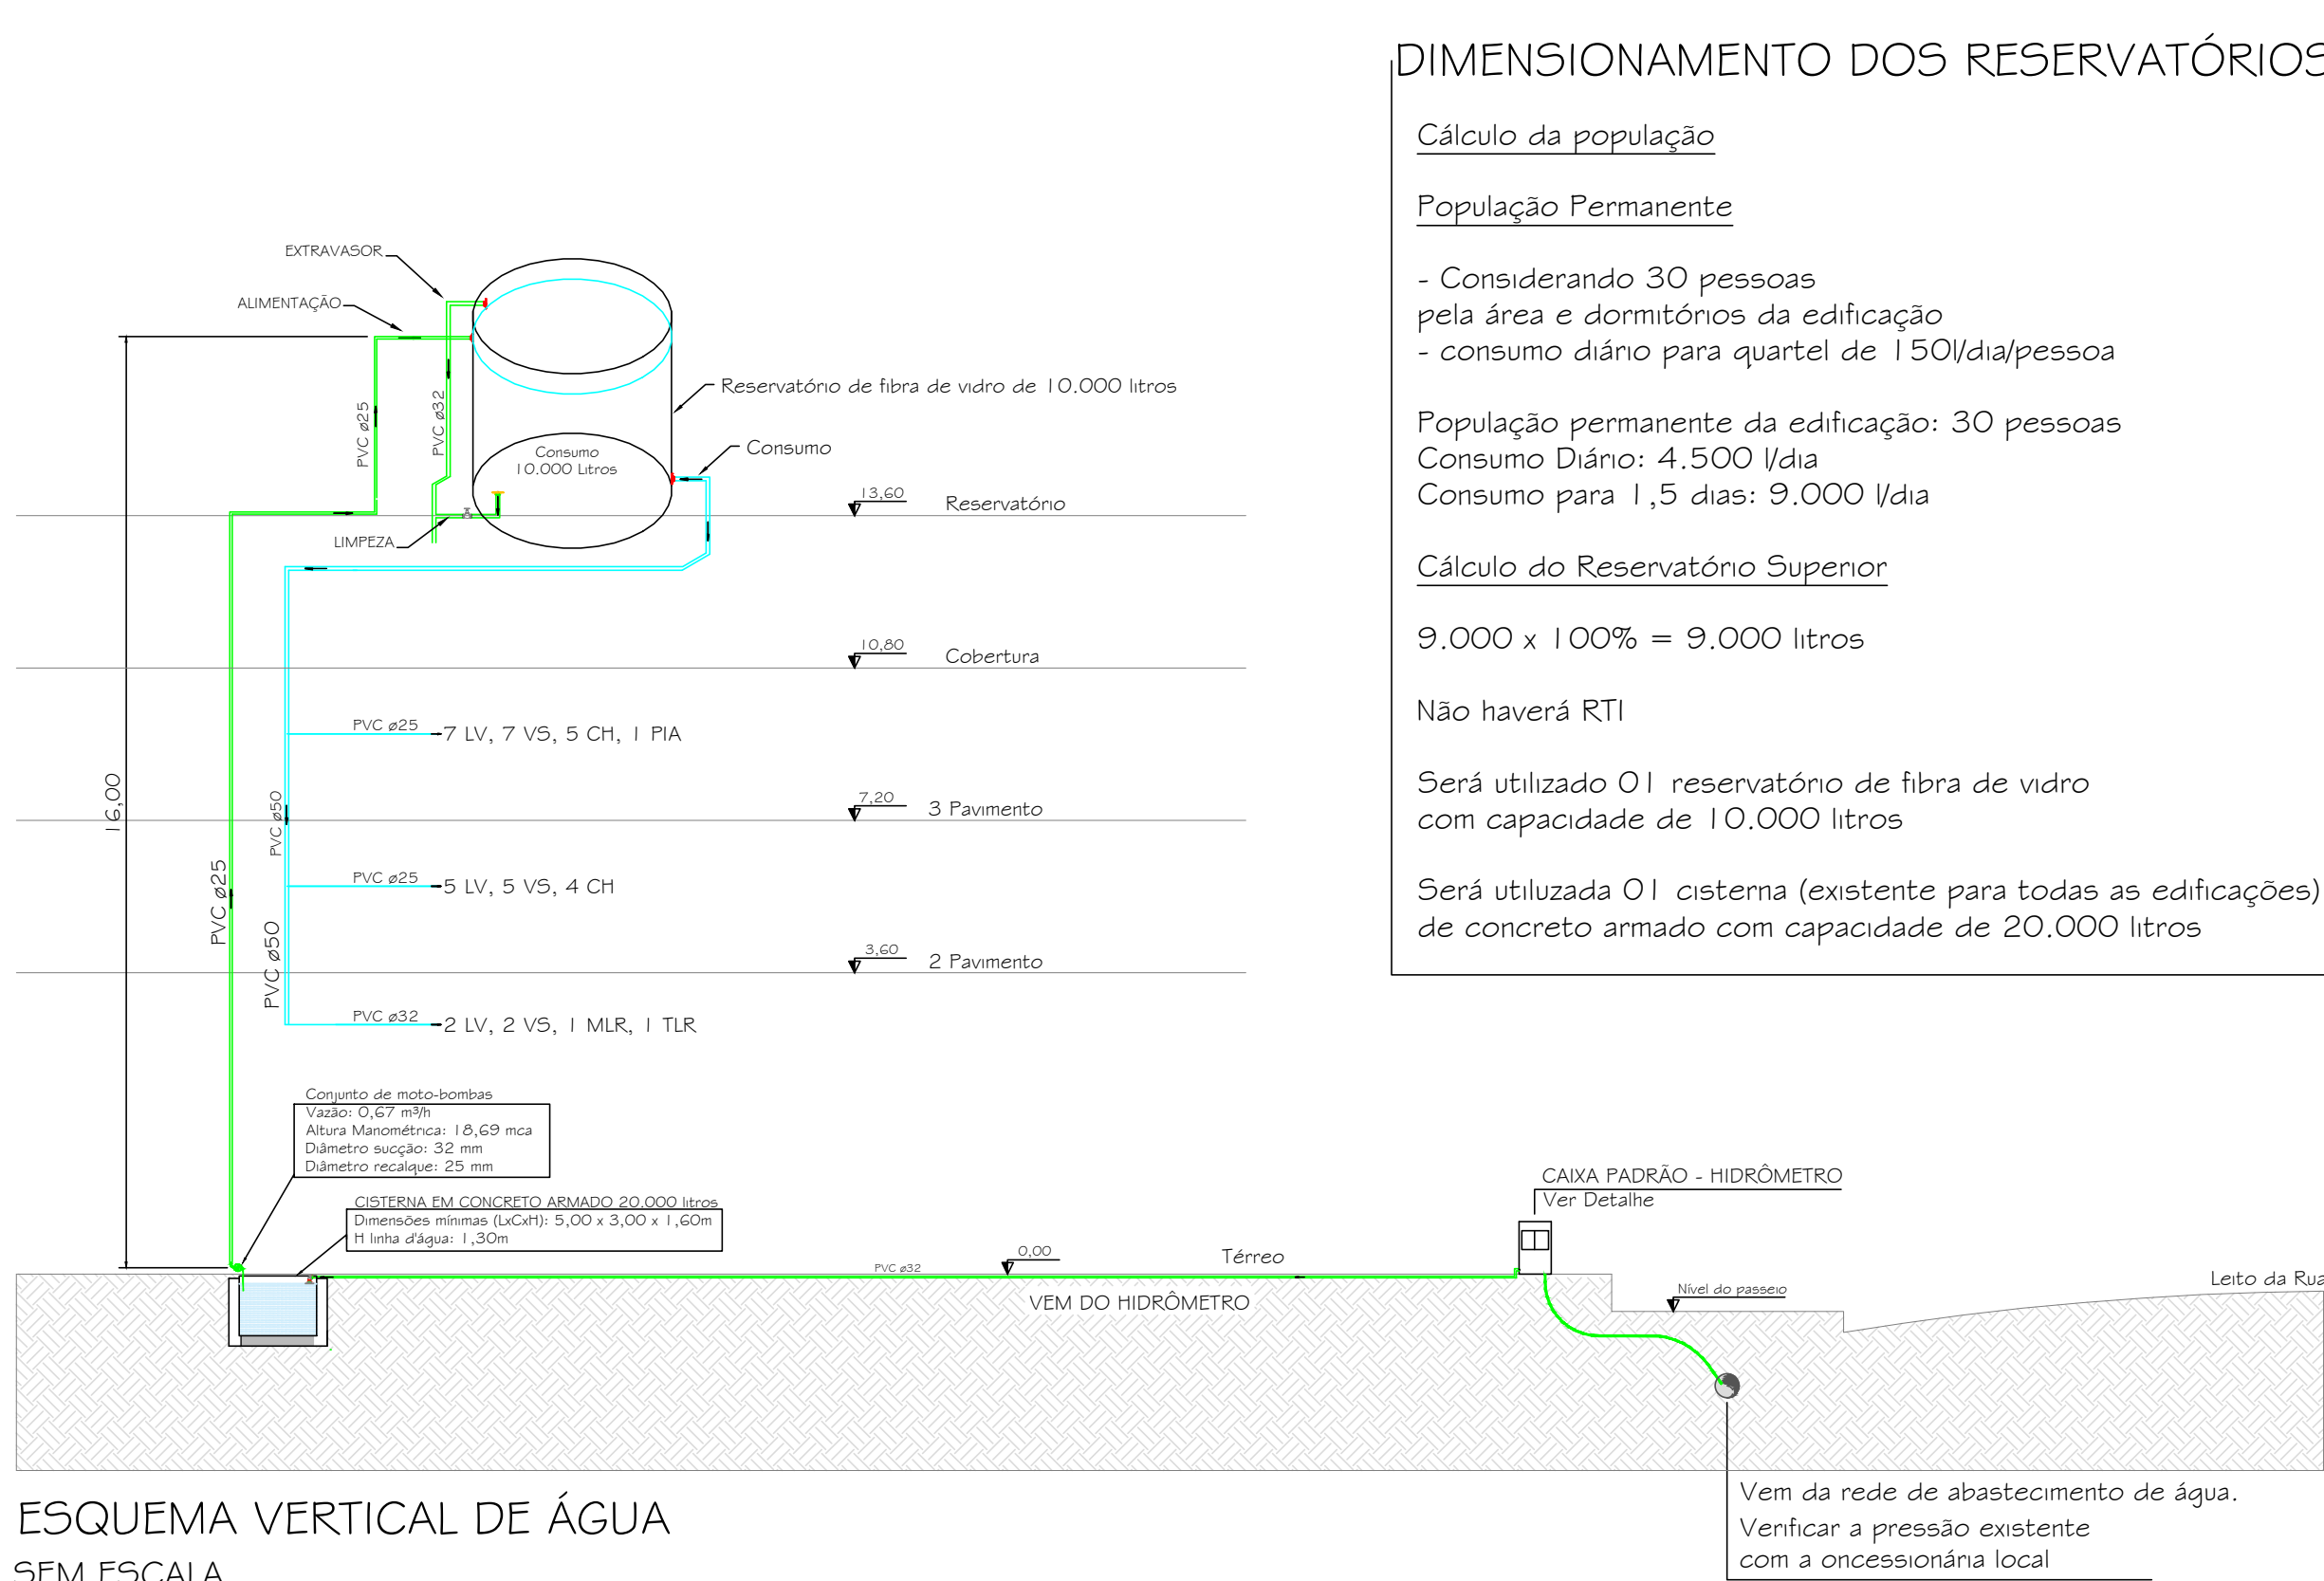 DIMENSIONAMENTO DOS RESERVATÓRIOS
Cálculo da população
População Permanente
- Considerando 30 pessoas
pela área e dormitórios da edificação
- consumo diário para quartel de 150l/dia/pessoa
População permanente da edificação: 30 pessoas
Consumo Diário: 4.500 l/dia
Consumo para 1,5 dias: 9.000 l/dia
Cálculo do Reservatório Superior
9.000 x 100% = 9.000 litros
Não haverá RTI
Será utilizado 01 reservatório de fibra de vidro
com capacidade de 10.000 litros
Será utiluzada 01 cisterna (existente para todas as edificações)
de concreto armado com capacidade de 20.000 litros
EXTRAVASOR
ALIMENTAÇÃO
PVC ø25
PVC ø32
Reservatório de fibra de vidro de 10.000 litros
Consumo
Consumo
10.000 Litros
13,60
Reservatório
LIMPEZA
10,80
Cobertura
PVC ø25
7 LV, 7 VS, 5 CH, 1 PIA
16,00
PVC ø50
7,20
3 Pavimento
PVC ø25
PVC ø25
5 LV, 5 VS, 4 CH
PVC ø50
3,60
2 Pavimento
PVC ø32
2 LV, 2 VS, 1 MLR, 1 TLR
Conjunto de moto-bombas
Vazão: 0,67 m³/h
Altura Manométrica: 18,69 mca
Diâmetro sucção: 32 mm
Diâmetro recalque: 25 mm
CISTERNA EM CONCRETO ARMADO 20.000 litros
Dimensões mínimas (LxCxH): 5,00 x 3,00 x 1,60m
H linha d'água: 1,30m
CAIXA PADRÃO - HIDRÔMETRO
Ver Detalhe
PVC ø32
0,00
Térreo
VEM DO HIDRÔMETRO
Nível do passeio
Leito da Rua
Vem da rede de abastecimento de água.
Verificar a pressão existente
com a oncessionária local
ESQUEMA VERTICAL DE ÁGUA
SEM ESCALA